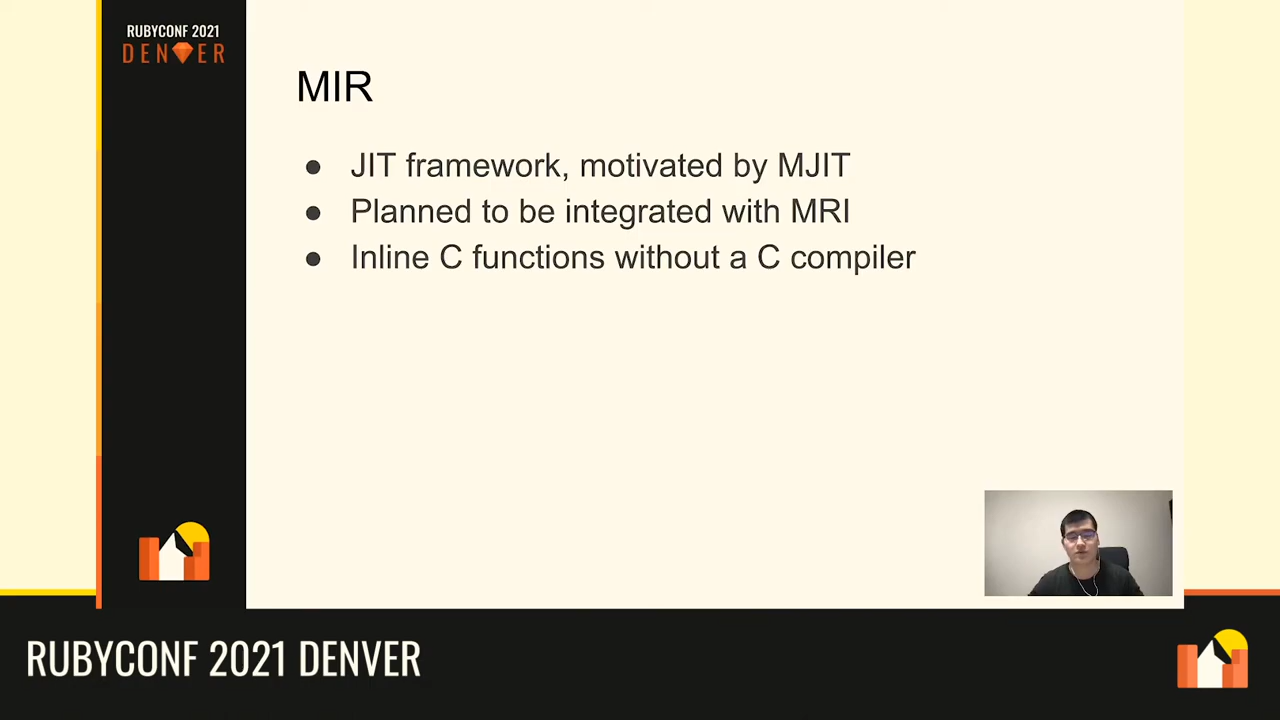 RUBYCONF 2021
DENVER
MIR
● JIT framework, motivated by MJIT
● Planned to be integrated with MRI
● Inline C functions without a C compiler
RUBYCONF 2021 DENVER